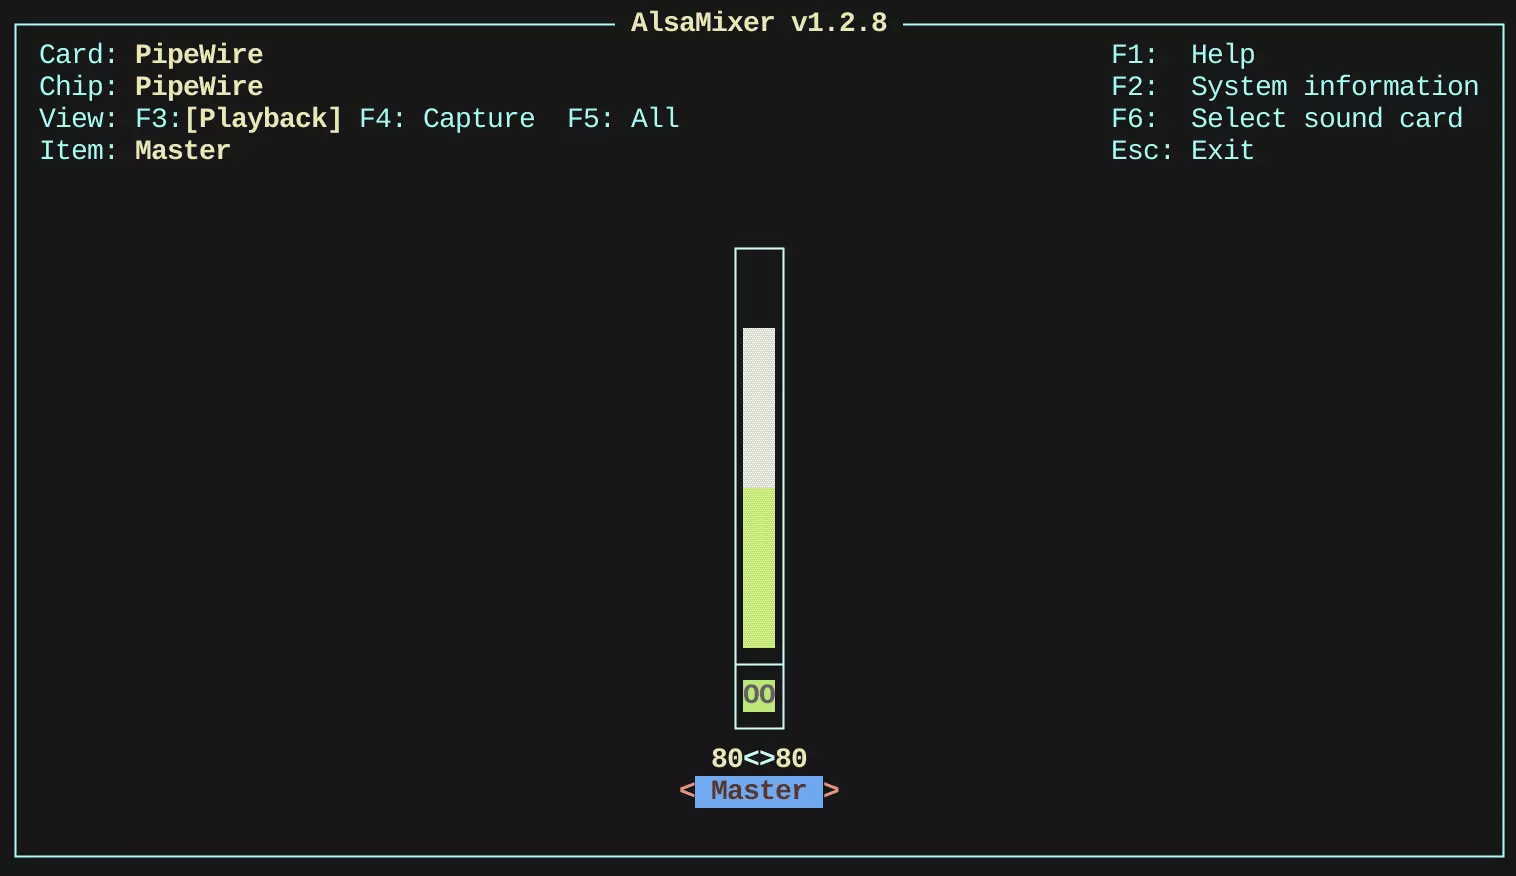 AlsaMixer v1.2.8
Card: PipeWire F1: Help
Chip: PipeWire F2: System information
View: F3:[Playback] F4: Capture F5: All F6: Select sound card
Item: Master Esc: Exit
OO
80<>80
< Master >